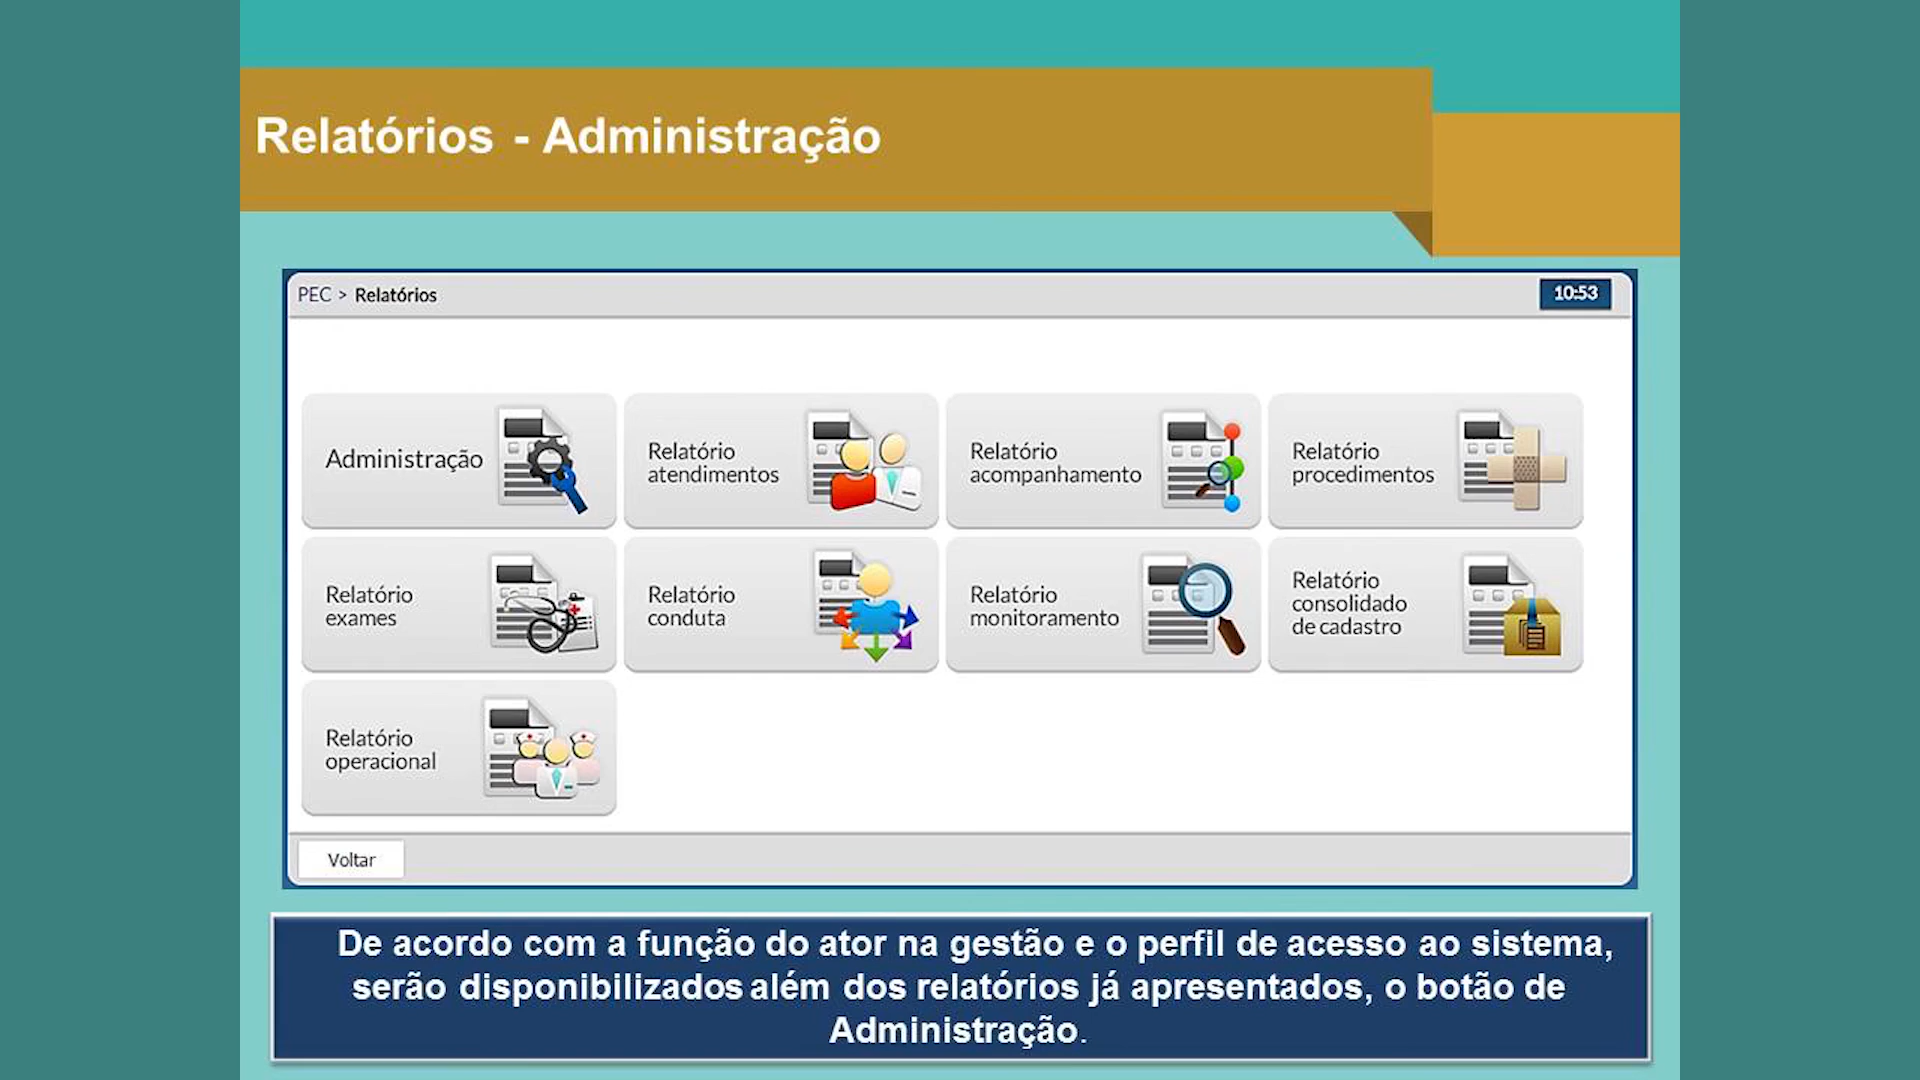 Relatórios - Administração
PEC > Relatórios
10:53
Administração
Relatório
atendimentos
Relatório
acompanhamento
Relatório
procedimentos
Relatório
exames
Relatório
conduta
Relatório
monitoramento
Relatório
consolidado
de cadastro
Relatório
operacional
Voltar
De acordo com a função do ator na gestão e o perfil de acesso ao sistema,
serão disponibilizados além dos relatórios já apresentados, o botão de
Administração.